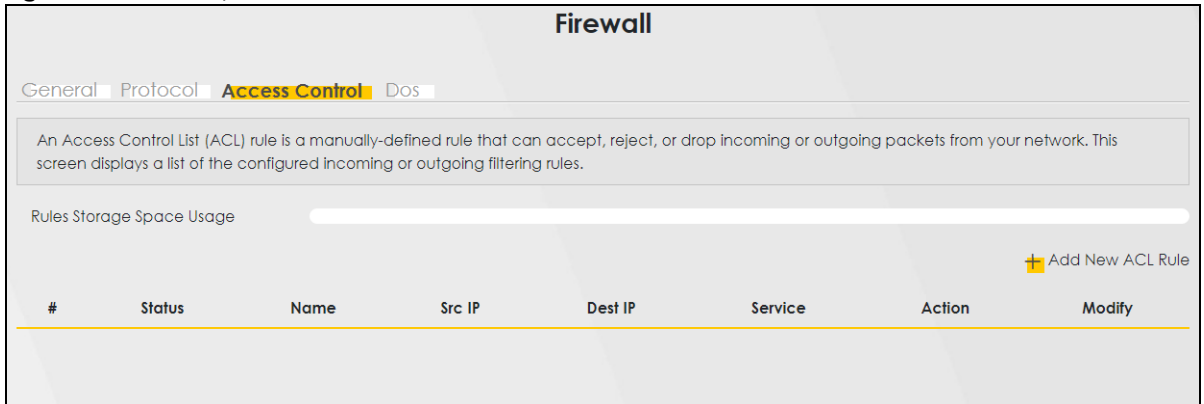 Firewall
General Protocol Access Control Dos
An Access Control List (ACL) rule is a manually-defined rule that can accept, reject, or drop incoming or outgoing packets from your network. This
screen displays a list of the configured incoming or outgoing filtering rules.
Rules Storage Space Usage
+ Add New ACL Rule
# Status Name Src IP Dest IP Service Action Modify